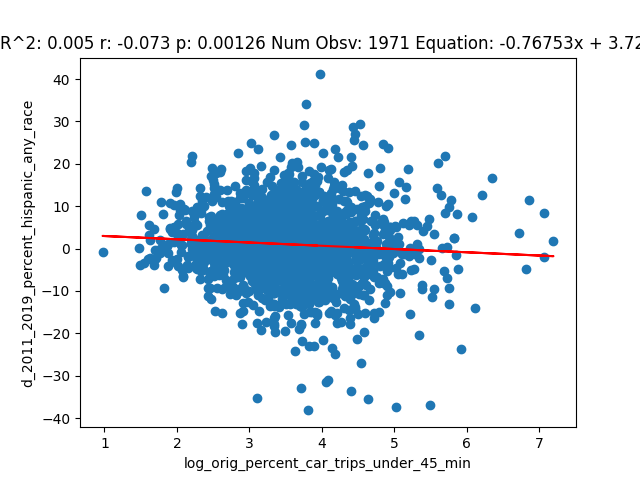 R^2: 0.005 r: -0.073 p: 0.00126 Num Obsv: 1971 Equation: -0.76753x + 3.72
40
30
20
10
0
−10
−20
−30
−40
d_2011_2019_percent_hispanic_any_race
1 2 3 4 5 6 7
log_orig_percent_car_trips_under_45_min